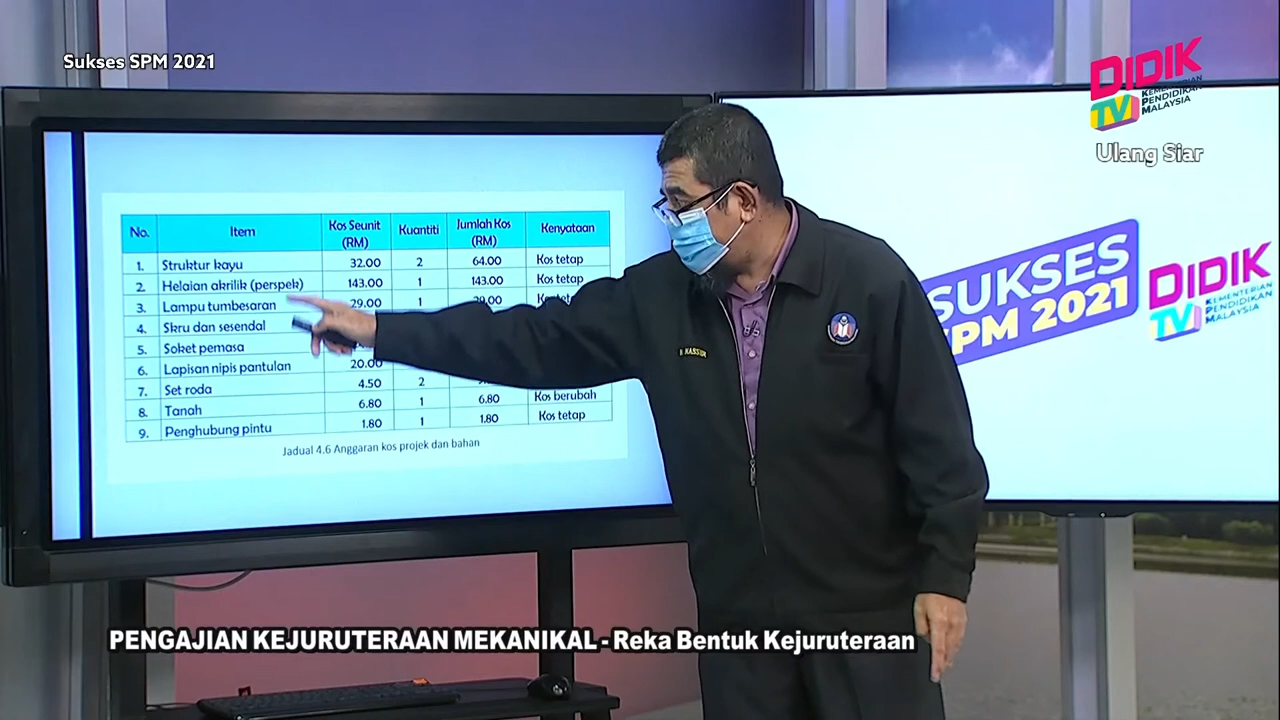 Sukses SPM 2021
DIDIK
TV
KEMENTERIAN
PENDIDIKAN
MALAYSIA
Ulang Siar
No. Item Kos Seunit (RM) Kuantiti Jumlah Kos (RM) Kenyataan
1. Struktur kayu 32.00 2 64.00 Kos tetap
2. Helaian akrilik (perspek) 143.00 1 143.00 Kos tetap
3. Lampu tumbesaran 29.00 1 29.00
4. Skru dan sesendal
5. Soket pemasa
6. Lapisan nipis pantulan 20.00
7. Set roda 4.50 2
8. Tanah 6.80 1 6.80 Kos berubah
9. Penghubung pintu 1.80 1 1.80 Kos tetap
Jadual 4.6 Anggaran kos projek dan bahan
SUKSES
SPM 2021
DIDIK
TV
KEMENTERIAN
PENDIDIKAN
MALAYSIA
PENGAJIAN KEJURUTERAAN MEKANIKAL - Reka Bentuk Kejuruteraan